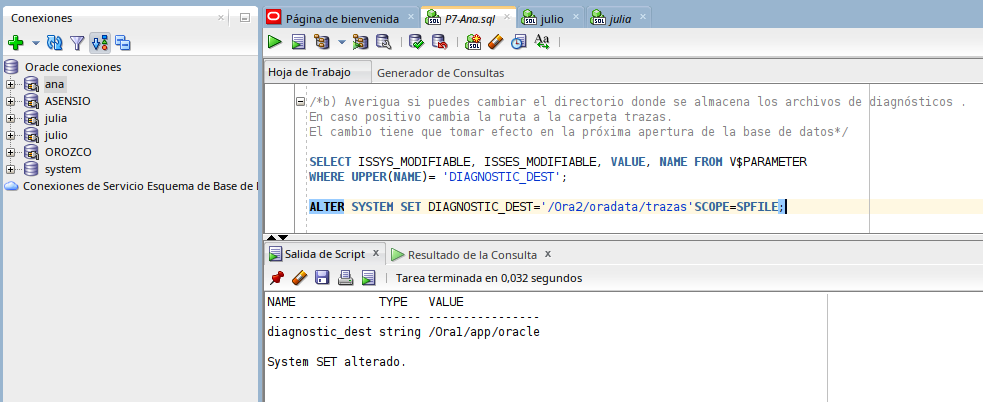 Conexiones
Oracle conexiones
ana
ASENSIO
julia
julio
OROZCO
system
Conexiones de Servicio Esquema de Base de
Página de bienvenida
P7-Ana.sql
julio
julia
Hoja de Trabajo
Generador de Consultas
/*b) Averigua si puedes cambiar el directorio donde se almacena los archivos de diagnósticos .
En caso positivo cambia la ruta a la carpeta trazas.
El cambio tiene que tomar efecto en la próxima apertura de la base de datos*/
SELECT ISSYS_MODIFIABLE, ISSES_MODIFIABLE, VALUE, NAME FROM V$PARAMETER
WHERE UPPER(NAME)= 'DIAGNOSTIC_DEST';
ALTER SYSTEM SET DIAGNOSTIC_DEST='/Ora2/oradata/trazas'SCOPE=SPFILE;
Salida de Script
Resultado de la Consulta
Tarea terminada en 0,032 segundos
NAME TYPE VALUE
--------------- ------ ----------------
diagnostic_dest string /Ora1/app/oracle
System SET alterado.